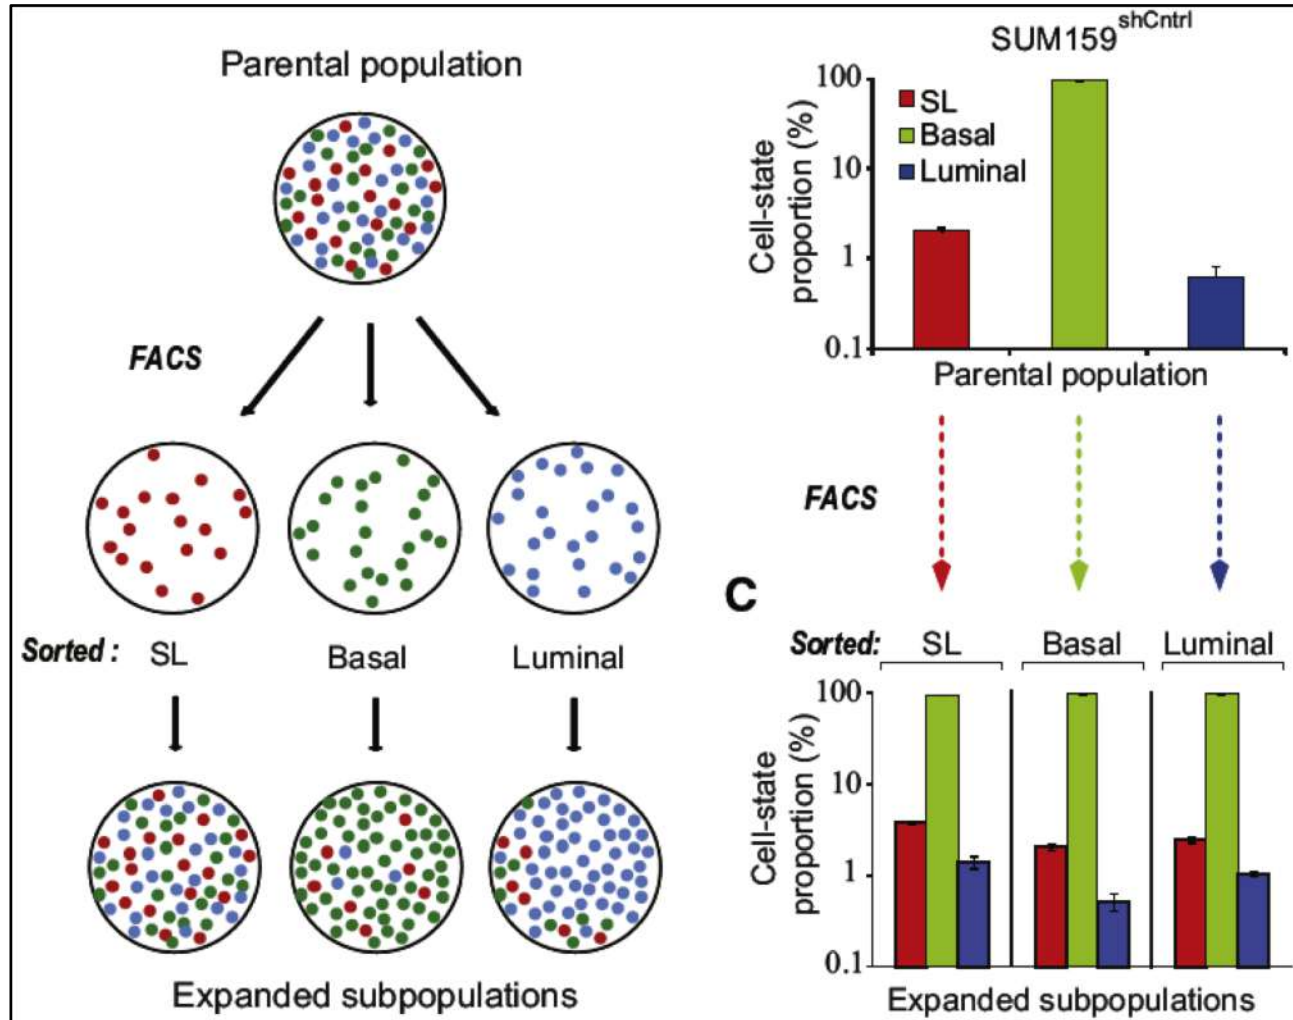 Parental population
FACS
Sorted : SL Basal Luminal
Expanded subpopulations
SUM159shCntrl
Cell-state
proportion (%)
100
10
1
0.1
SL
Basal
Luminal
Parental population
FACS
C
Sorted: SL Basal Luminal
Cell-state
proportion (%)
100
10
1
0.1
Expanded subpopulations